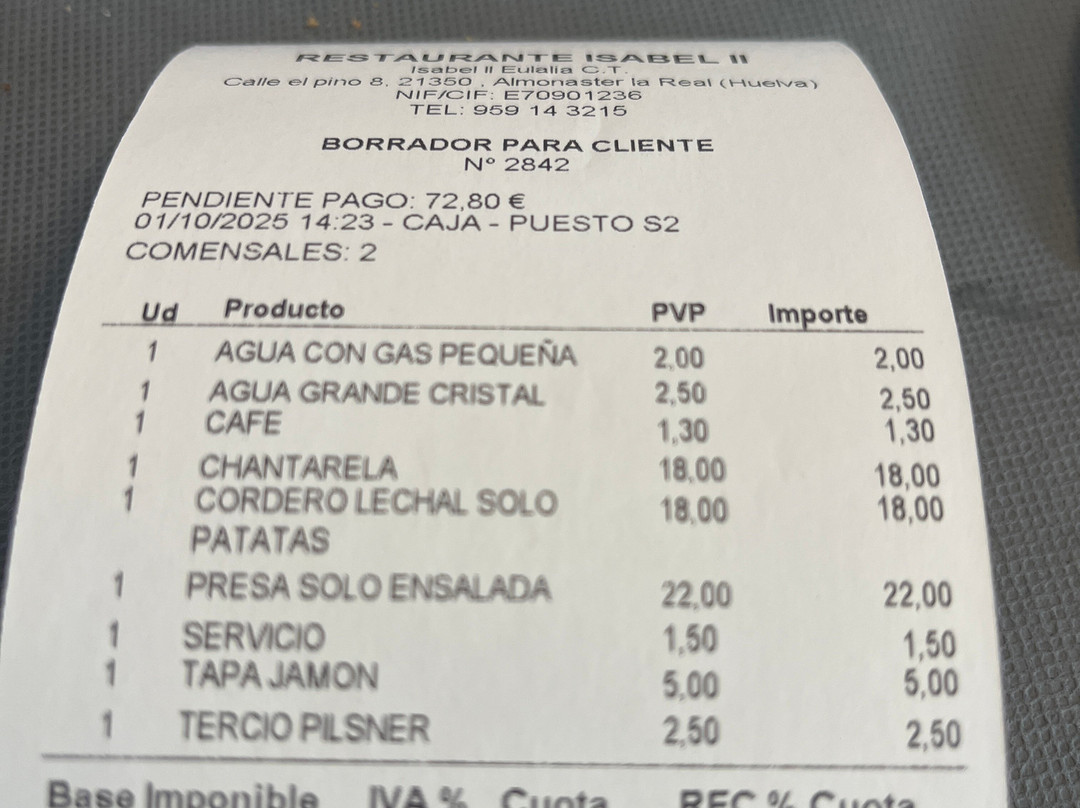 RESTAURANTE ISABEL II
Isabel II Eulalia C.T.
Calle el pino 8, 21350 , Almonaster la Real (Huelva)
NIF/CIF: E70901236
TEL: 959 14 3215
BORRADOR PARA CLIENTE
Nº 2842
PENDIENTE PAGO: 72,80 €
01/10/2025 14:23 - CAJA - PUESTO S2
COMENSALES: 2
Ud Producto PVP Importe
1 AGUA CON GAS PEQUEÑA 2,00 2,00
1 AGUA GRANDE CRISTAL 2,50 2,50
1 CAFE 1,30 1,30
1 CHANTARELA 18,00 18,00
1 CORDERO LECHAL SOLO 18,00 18,00
PATATAS
1 PRESA SOLO ENSALADA 22,00 22,00
1 SERVICIO 1,50 1,50
1 TAPA JAMON 5,00 5,00
1 TERCIO PILSNER 2,50 2,50
Base Imponible IVA % Cuota REC % Cuota